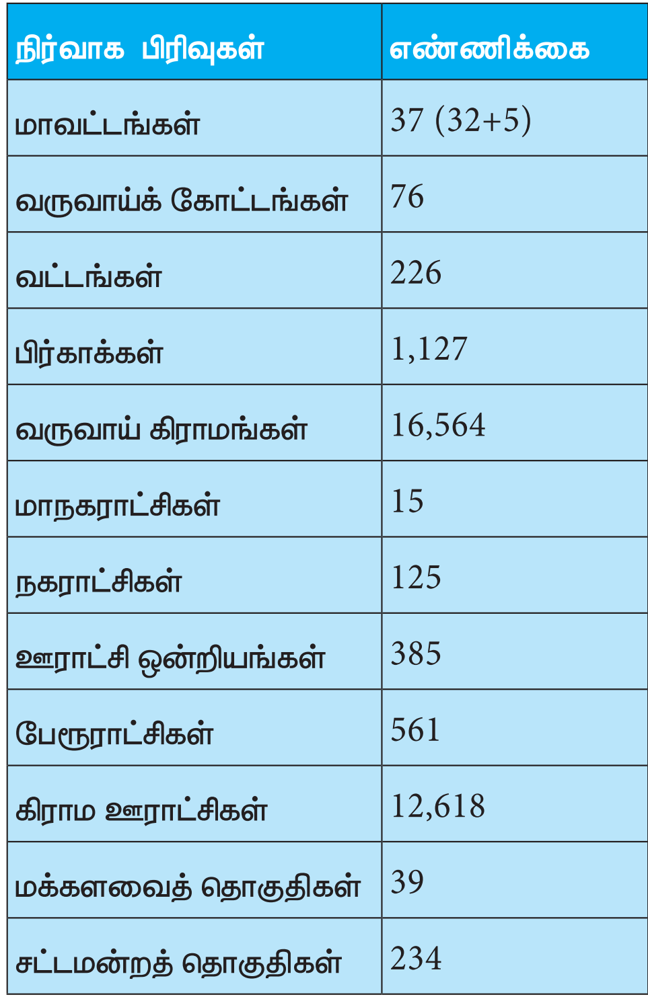 நிர்வாக பிரிவுகள் எண்ணிக்கை
மாவட்டங்கள் 37 (32+5)
வருவாய்க் கோட்டங்கள் 76
வட்டங்கள் 226
பிர்காக்கள் 1,127
வருவாய் கிராமங்கள் 16,564
மாநகராட்சிகள் 15
நகராட்சிகள் 125
ஊராட்சி ஒன்றியங்கள் 385
பேரூராட்சிகள் 561
கிராம ஊராட்சிகள் 12,618
மக்களவைத் தொகுதிகள் 39
சட்டமன்றத் தொகுதிகள் 234